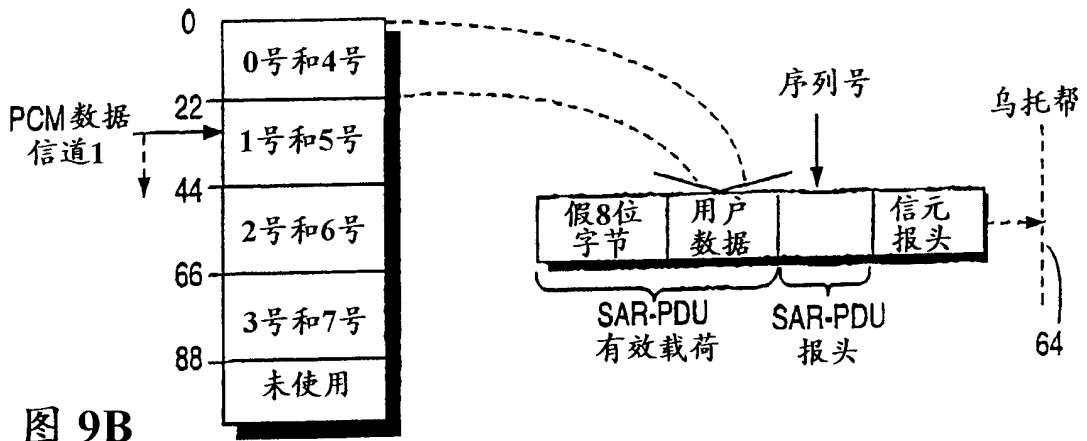 0
0号和4号
22
PCM数据
信道1
1号和5号
44
2号和6号
66
3号和7号
88
未使用
序列号
乌托帮
假8位
字节
用户
数据
信元
报头
SAR-PDU
有效载荷
SAR-PDU
报头
64
图 9B